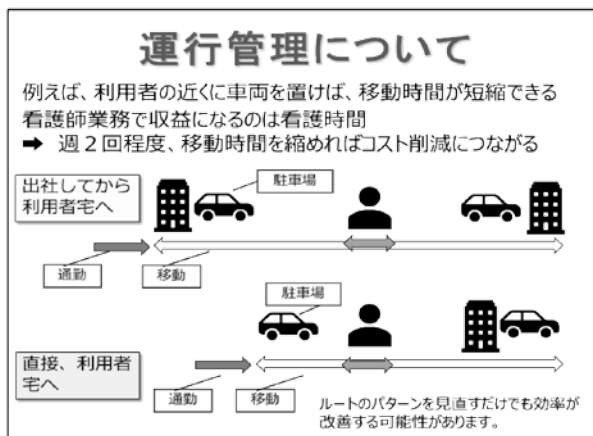 運行管理について
例えば、利用者の近くに車両を置けば、移動時間が短縮できる
看護師業務で収益になるのは看護時間
➡ 週２回程度、移動時間を縮めればコスト削減につながる
出社してから
利用者宅へ
駐車場
通勤
移動
駐車場
直接、利用者
宅へ
通勤
移動
ルートのパターンを見直すだけでも効率が
改善する可能性があります。